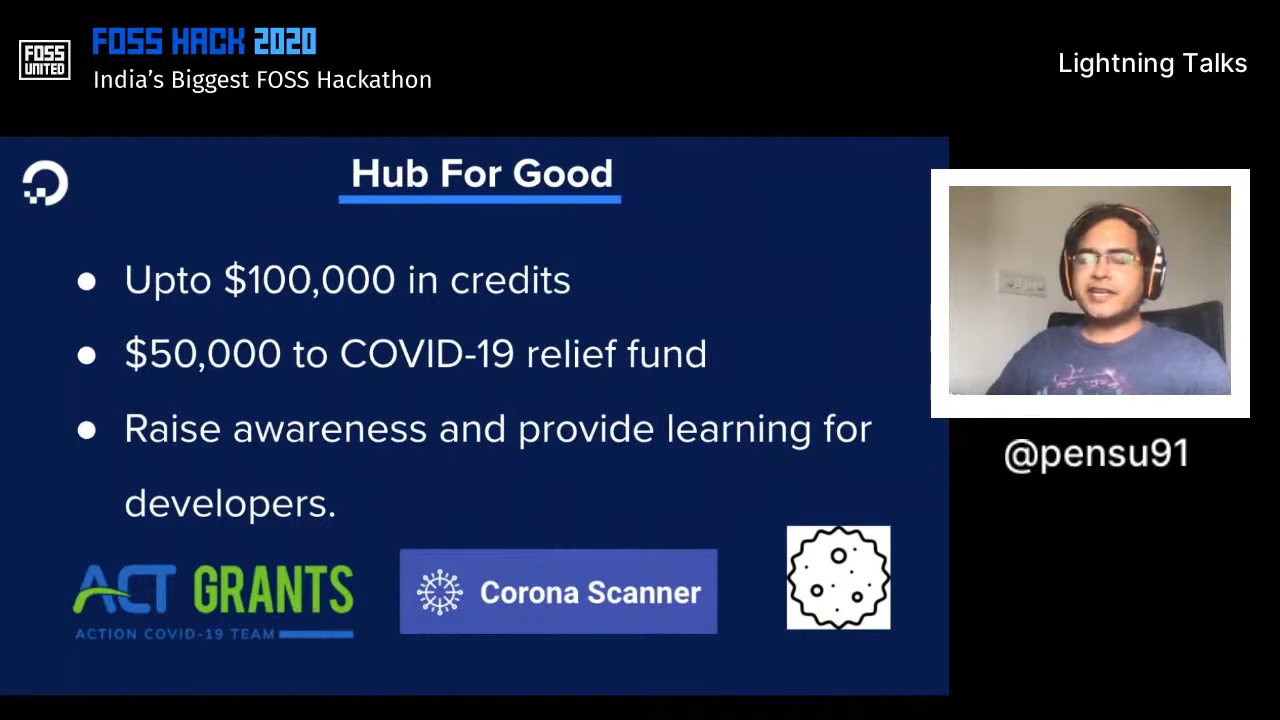 FOSS UNITED
FOSS HACK 2020
India's Biggest FOSS Hackathon
Lightning Talks
Hub For Good
● Upto $100,000 in credits
● $50,000 to COVID-19 relief fund
● Raise awareness and provide learning for
developers.
ACT GRANTS
ACTION COVID-19 TEAM
Corona Scanner
@pensu91